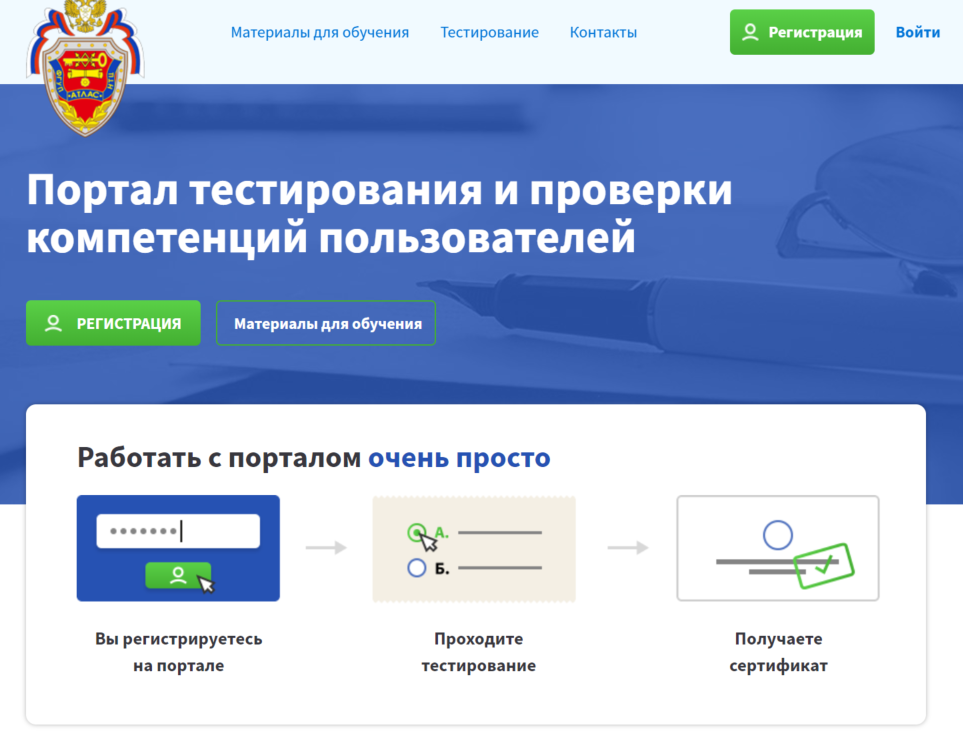 Материалы для обучения
Тестирование
Контакты
Регистрация
Войти
АТЛАС
Портал тестирования и проверки
компетенций пользователей
РЕГИСТРАЦИЯ
Материалы для обучения
Работать с порталом очень просто
А.
Б.
Вы регистрируетесь
на портале
Проходите
тестирование
Получаете
сертификат